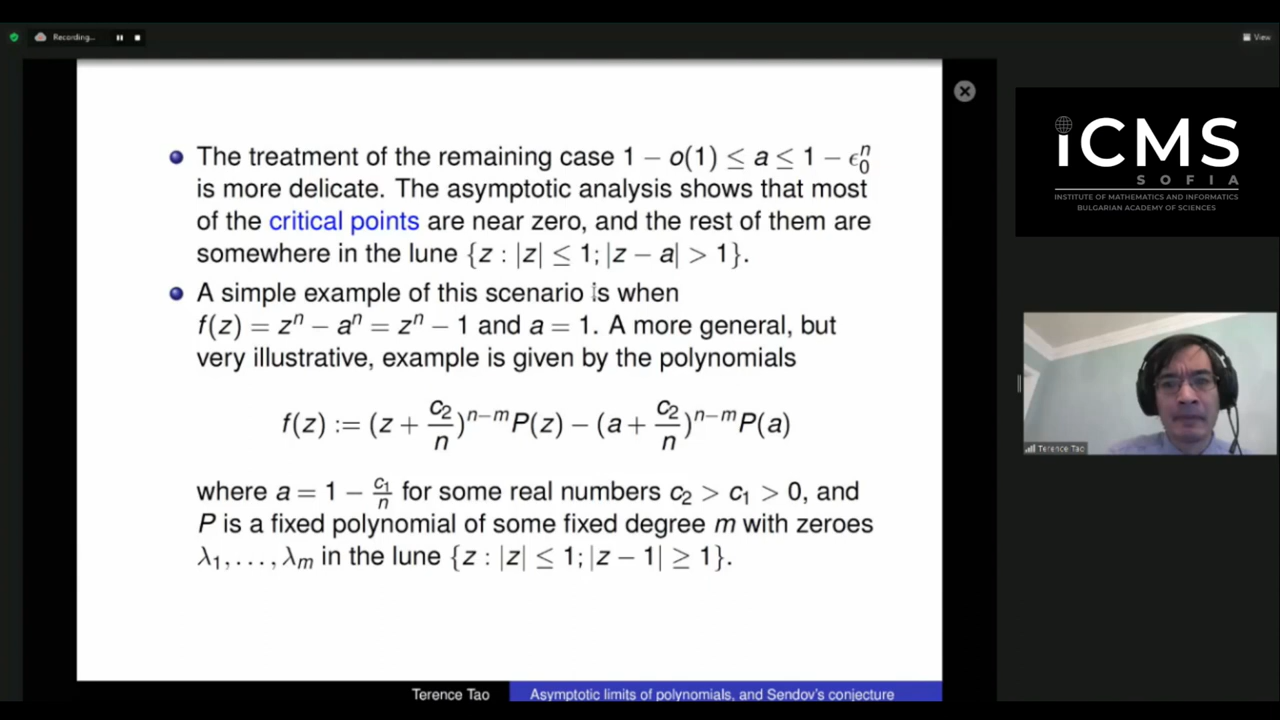 Recording...
View
The treatment of the remaining case 1 − o(1) ≤ a ≤ 1 − ϵ₀ⁿ
is more delicate. The asymptotic analysis shows that most
of the critical points are near zero, and the rest of them are
somewhere in the lune {z : |z| ≤ 1; |z − a| > 1}.
A simple example of this scenario is when
f(z) = zⁿ − aⁿ = zⁿ − 1 and a = 1. A more general, but
very illustrative, example is given by the polynomials
f(z) := (z + c₂/n)ⁿ⁻ᵐP(z) − (a + c₂/n)ⁿ⁻ᵐP(a)
where a = 1 − c₁/n for some real numbers c₂ > c₁ > 0, and
P is a fixed polynomial of some fixed degree m with zeroes
λ₁, . . . , λₘ in the lune {z : |z| ≤ 1; |z − 1| ≥ 1}.
Terence Tao Asymptotic limits of polynomials, and Sendov's conjecture
iCMS
SOFIA
INSTITUTE OF MATHEMATICS AND INFORMATICS
BULGARIAN ACADEMY OF SCIENCES
Terence Tao